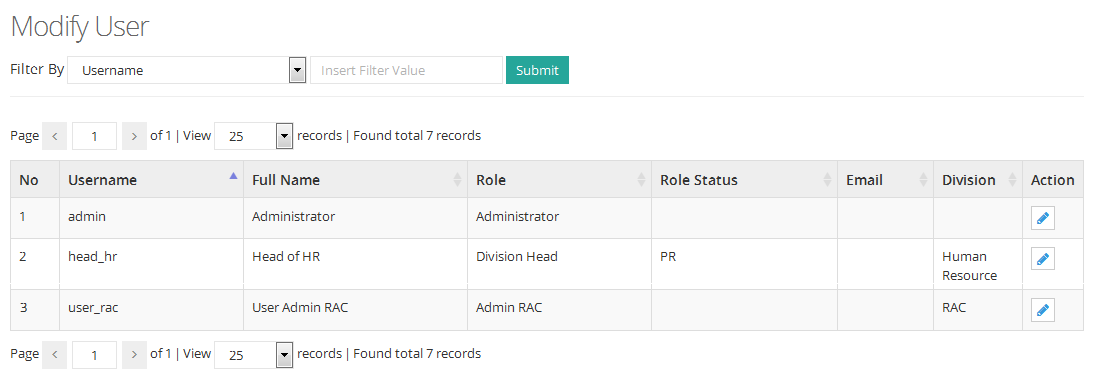 Modify User
Filter By Username Insert Filter Value Submit
Page < 1 > of 1 | View 25 records | Found total 7 records
No Username Full Name Role Role Status Email Division Action
1 admin Administrator Administrator
2 head_hr Head of HR Division Head PR Human
Resource
3 user_rac User Admin RAC Admin RAC RAC
Page < 1 > of 1 | View 25 records | Found total 7 records